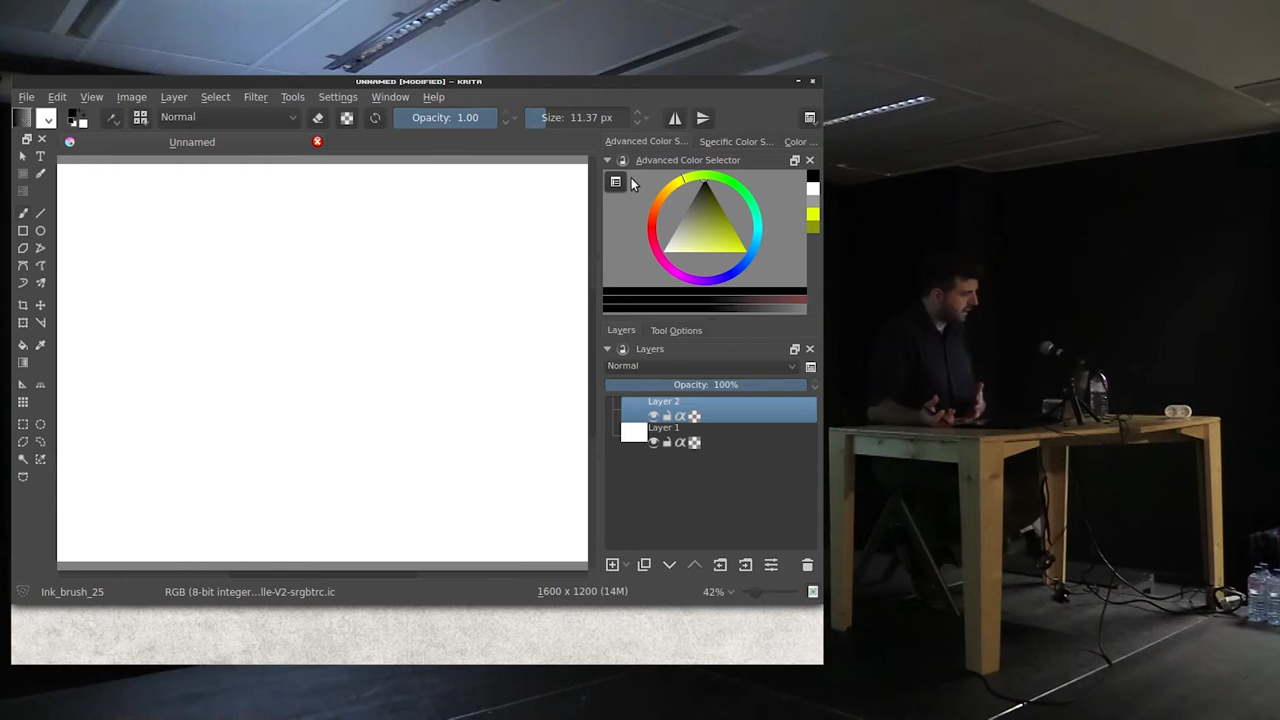 UNNAMED [MODIFIED] – KRITA
File Edit View Image Layer Select Filter Tools Settings Window Help
Normal Opacity: 1.00 Size: 11.37 px
Unnamed
Advanced Color S... Specific Color S... Color ...
Advanced Color Selector
Layers Tool Options
Layers
Normal
Opacity: 100%
Layer 2
Layer 1
Ink_brush_25 RGB (8-bit integer...lle-V2-srgbtrc.ic 1600 x 1200 (14M) 42%